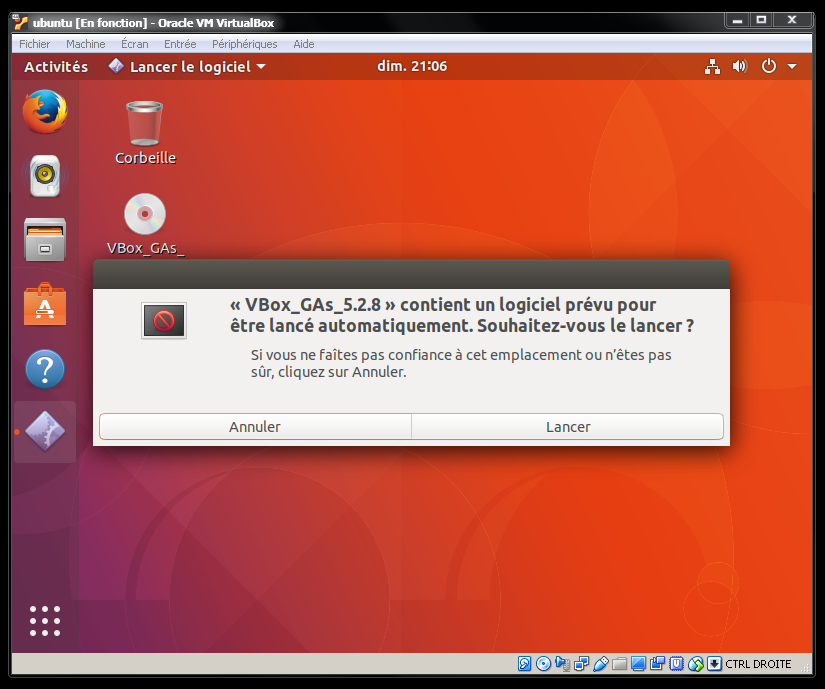 ubuntu [En fonction] - Oracle VM VirtualBox
Fichier Machine Écran Entrée Périphériques Aide
Activités Lancer le logiciel dim. 21:06
Corbeille
VBox_GAs_
« VBox_GAs_5.2.8 » contient un logiciel prévu pour
être lancé automatiquement. Souhaitez-vous le lancer ?
Si vous ne faîtes pas confiance à cet emplacement ou n'êtes pas
sûr, cliquez sur Annuler.
Annuler Lancer
CTRL DROITE